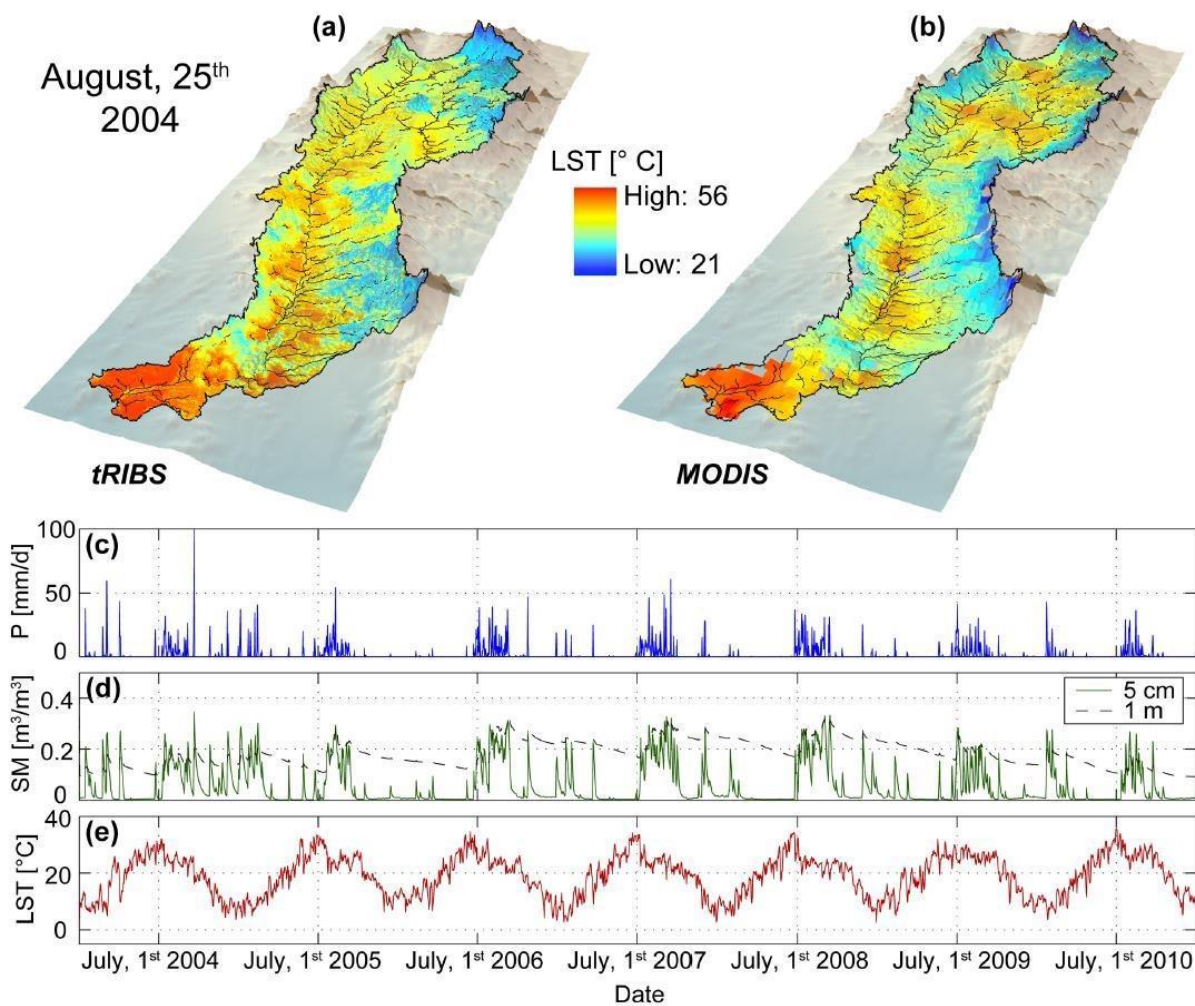 (a)
(b)
August, 25th
2004
LST [° C]
High: 56
Low: 21
tRIBS
MODIS
(c)
P [mm/d]
100
50
0
(d)
SM [m³/m³]
0.4
0.2
0
5 cm
1 m
(e)
LST [°C]
40
20
0
July, 1st 2004 July, 1st 2005 July, 1st 2006 July, 1st 2007 July, 1st 2008 July, 1st 2009 July, 1st 2010
Date